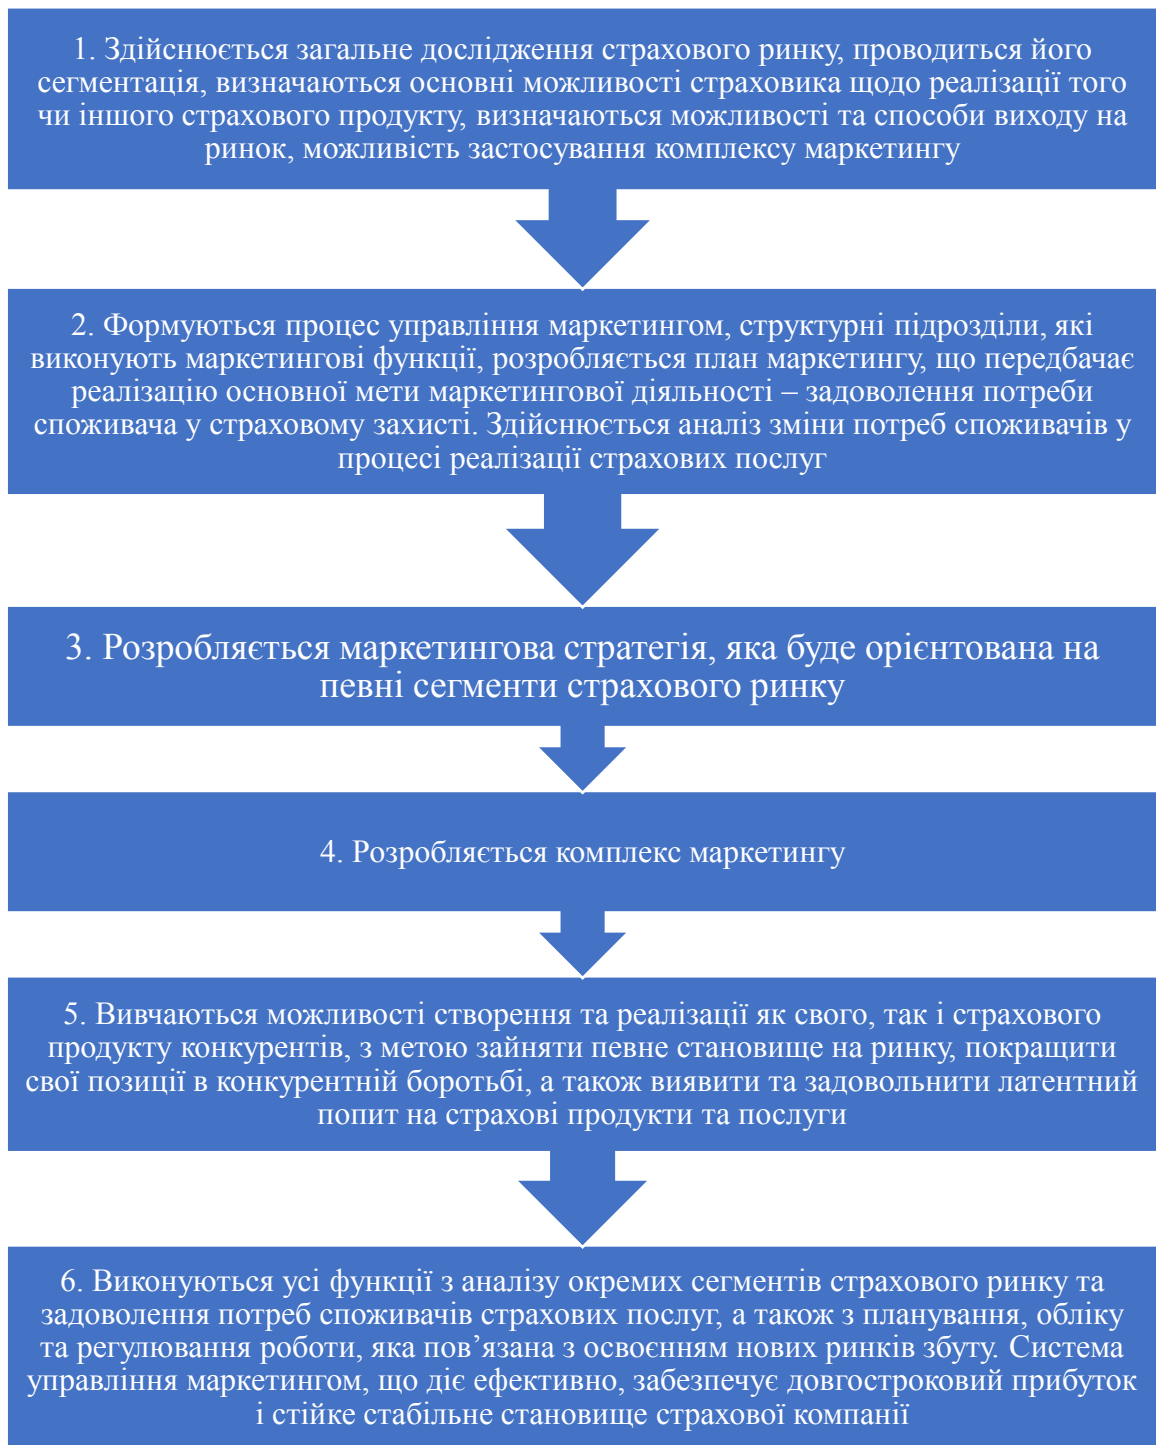 1. Здійснюється загальне дослідження страхового ринку, проводиться його
сегментація, визначаються основні можливості страховика щодо реалізації того
чи іншого страхового продукту, визначаються можливості та способи виходу на
ринок, можливість застосування комплексу маркетингу
2. Формуються процес управління маркетингом, структурні підрозділи, які
виконують маркетингові функції, розробляється план маркетингу, що передбачає
реалізацію основної мети маркетингової діяльності – задоволення потреби
споживача у страховому захисті. Здійснюється аналіз зміни потреб споживачів у
процесі реалізації страхових послуг
3. Розробляється маркетингова стратегія, яка буде орієнтована на
певні сегменти страхового ринку
4. Розробляється комплекс маркетингу
5. Вивчаються можливості створення та реалізації як свого, так і страхового
продукту конкурентів, з метою зайняти певне становище на ринку, покращити
свої позиції в конкурентній боротьбі, а також виявити та задовольнити латентний
попит на страхові продукти та послуги
6. Виконуються усі функції з аналізу окремих сегментів страхового ринку та
задоволення потреб споживачів страхових послуг, а також з планування, обліку
та регулювання роботи, яка пов’язана з освоєнням нових ринків збуту. Система
управління маркетингом, що діє ефективно, забезпечує довгостроковий прибуток
і стійке стабільне становище страхової компанії